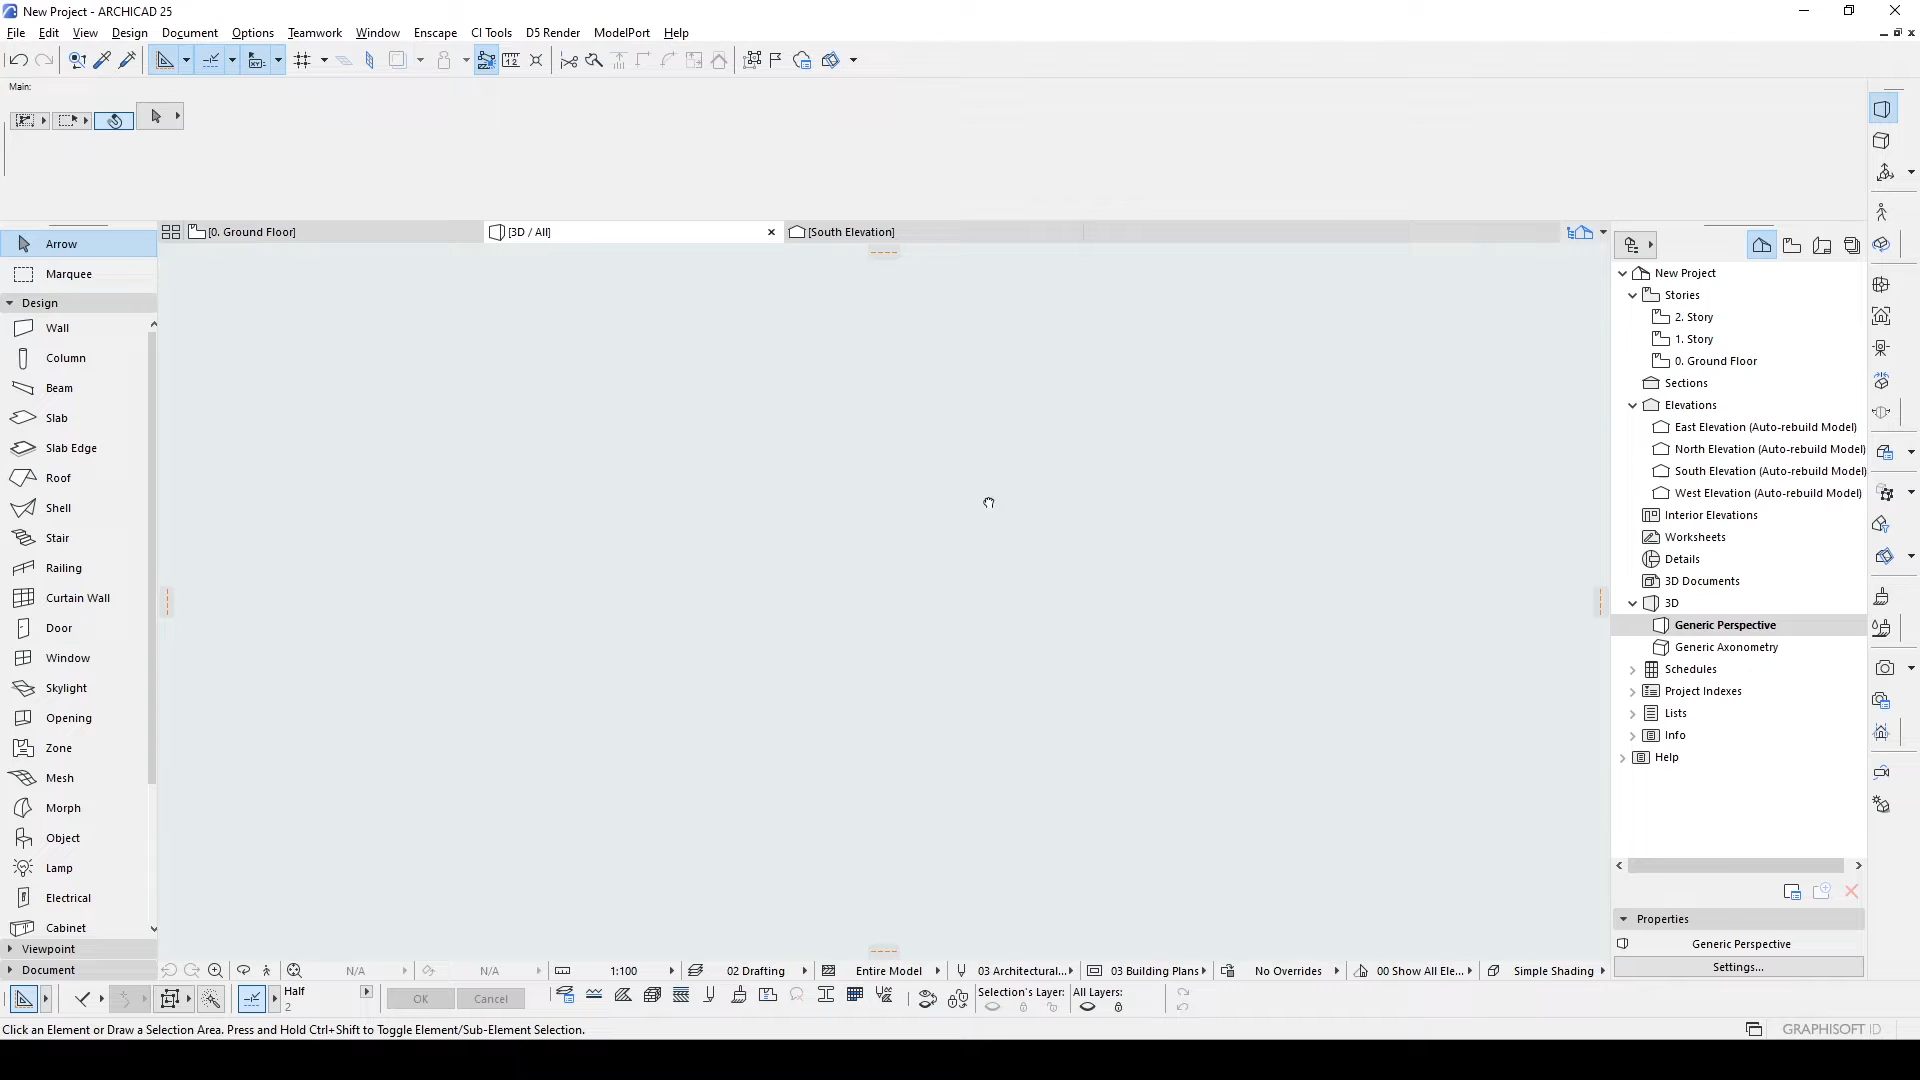 New Project - ARCHICAD 25
File Edit View Design Document Options Teamwork Window Enscape CI Tools D5 Render ModelPort Help
Main:
[0. Ground Floor] [3D / All] [South Elevation]
Arrow
Marquee
Design
Wall
Column
Beam
Slab
Slab Edge
Roof
Shell
Stair
Railing
Curtain Wall
Door
Window
Skylight
Opening
Zone
Mesh
Morph
Object
Lamp
Electrical
Cabinet
Viewpoint
Document
New Project
Stories
2. Story
1. Story
0. Ground Floor
Sections
Elevations
East Elevation (Auto-rebuild Model)
North Elevation (Auto-rebuild Model)
South Elevation (Auto-rebuild Model)
West Elevation (Auto-rebuild Model)
Interior Elevations
Worksheets
Details
3D Documents
3D
Generic Perspective
Generic Axonometry
Schedules
Project Indexes
Lists
Info
Help
Properties
Generic Perspective
Settings...
N/A N/A 1:100 02 Drafting Entire Model 03 Architectural... 03 Building Plans No Overrides 00 Show All Ele... Simple Shading
Half
2
OK Cancel
Selection's Layer: All Layers:
Click an Element or Draw a Selection Area. Press and Hold Ctrl+Shift to Toggle Element/Sub-Element Selection.
GRAPHISOFT ID